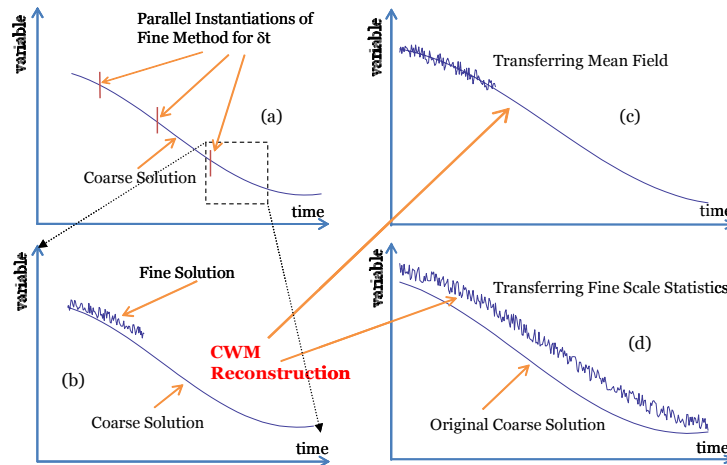 variable
Parallel Instantiations of
Fine Method for δt
(a)
Coarse Solution
time
variable
Transferring Mean Field
(c)
time
variable
Fine Solution
(b)
Coarse Solution
time
CWM
Reconstruction
variable
Transferring Fine Scale Statistics
(d)
Original Coarse Solution
time